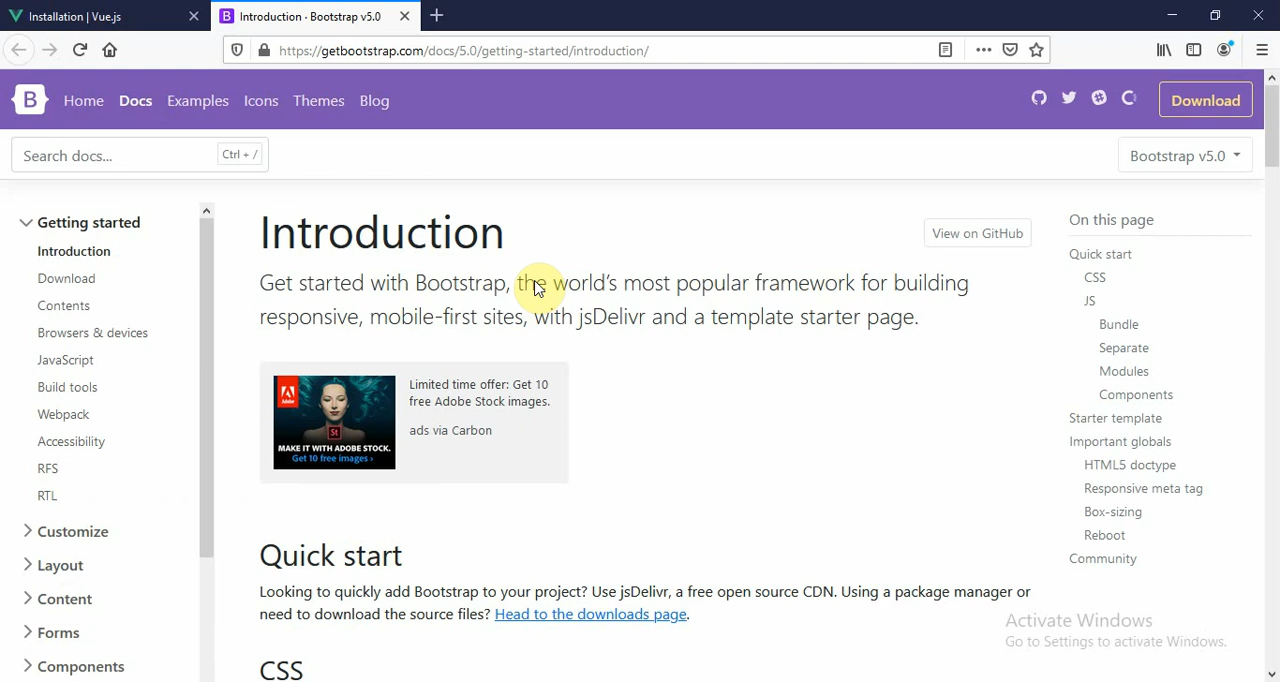 Installation | Vue.js
B Introduction · Bootstrap v5.0
https://getbootstrap.com/docs/5.0/getting-started/introduction/
B Home Docs Examples Icons Themes Blog
Download
Search docs... Ctrl + /
Bootstrap v5.0
Getting started
Introduction
Download
Contents
Browsers & devices
JavaScript
Build tools
Webpack
Accessibility
RFS
RTL
Customize
Layout
Content
Forms
Components
Introduction
View on GitHub
Get started with Bootstrap, the world's most popular framework for building
responsive, mobile-first sites, with jsDelivr and a template starter page.
Adobe
St
MAKE IT WITH ADOBE STOCK.
Get 10 free images ›
Limited time offer: Get 10
free Adobe Stock images.
ads via Carbon
Quick start
Looking to quickly add Bootstrap to your project? Use jsDelivr, a free open source CDN. Using a package manager or
need to download the source files? Head to the downloads page.
CSS
On this page
Quick start
CSS
JS
Bundle
Separate
Modules
Components
Starter template
Important globals
HTML5 doctype
Responsive meta tag
Box-sizing
Reboot
Community
Activate Windows
Go to Settings to activate Windows.